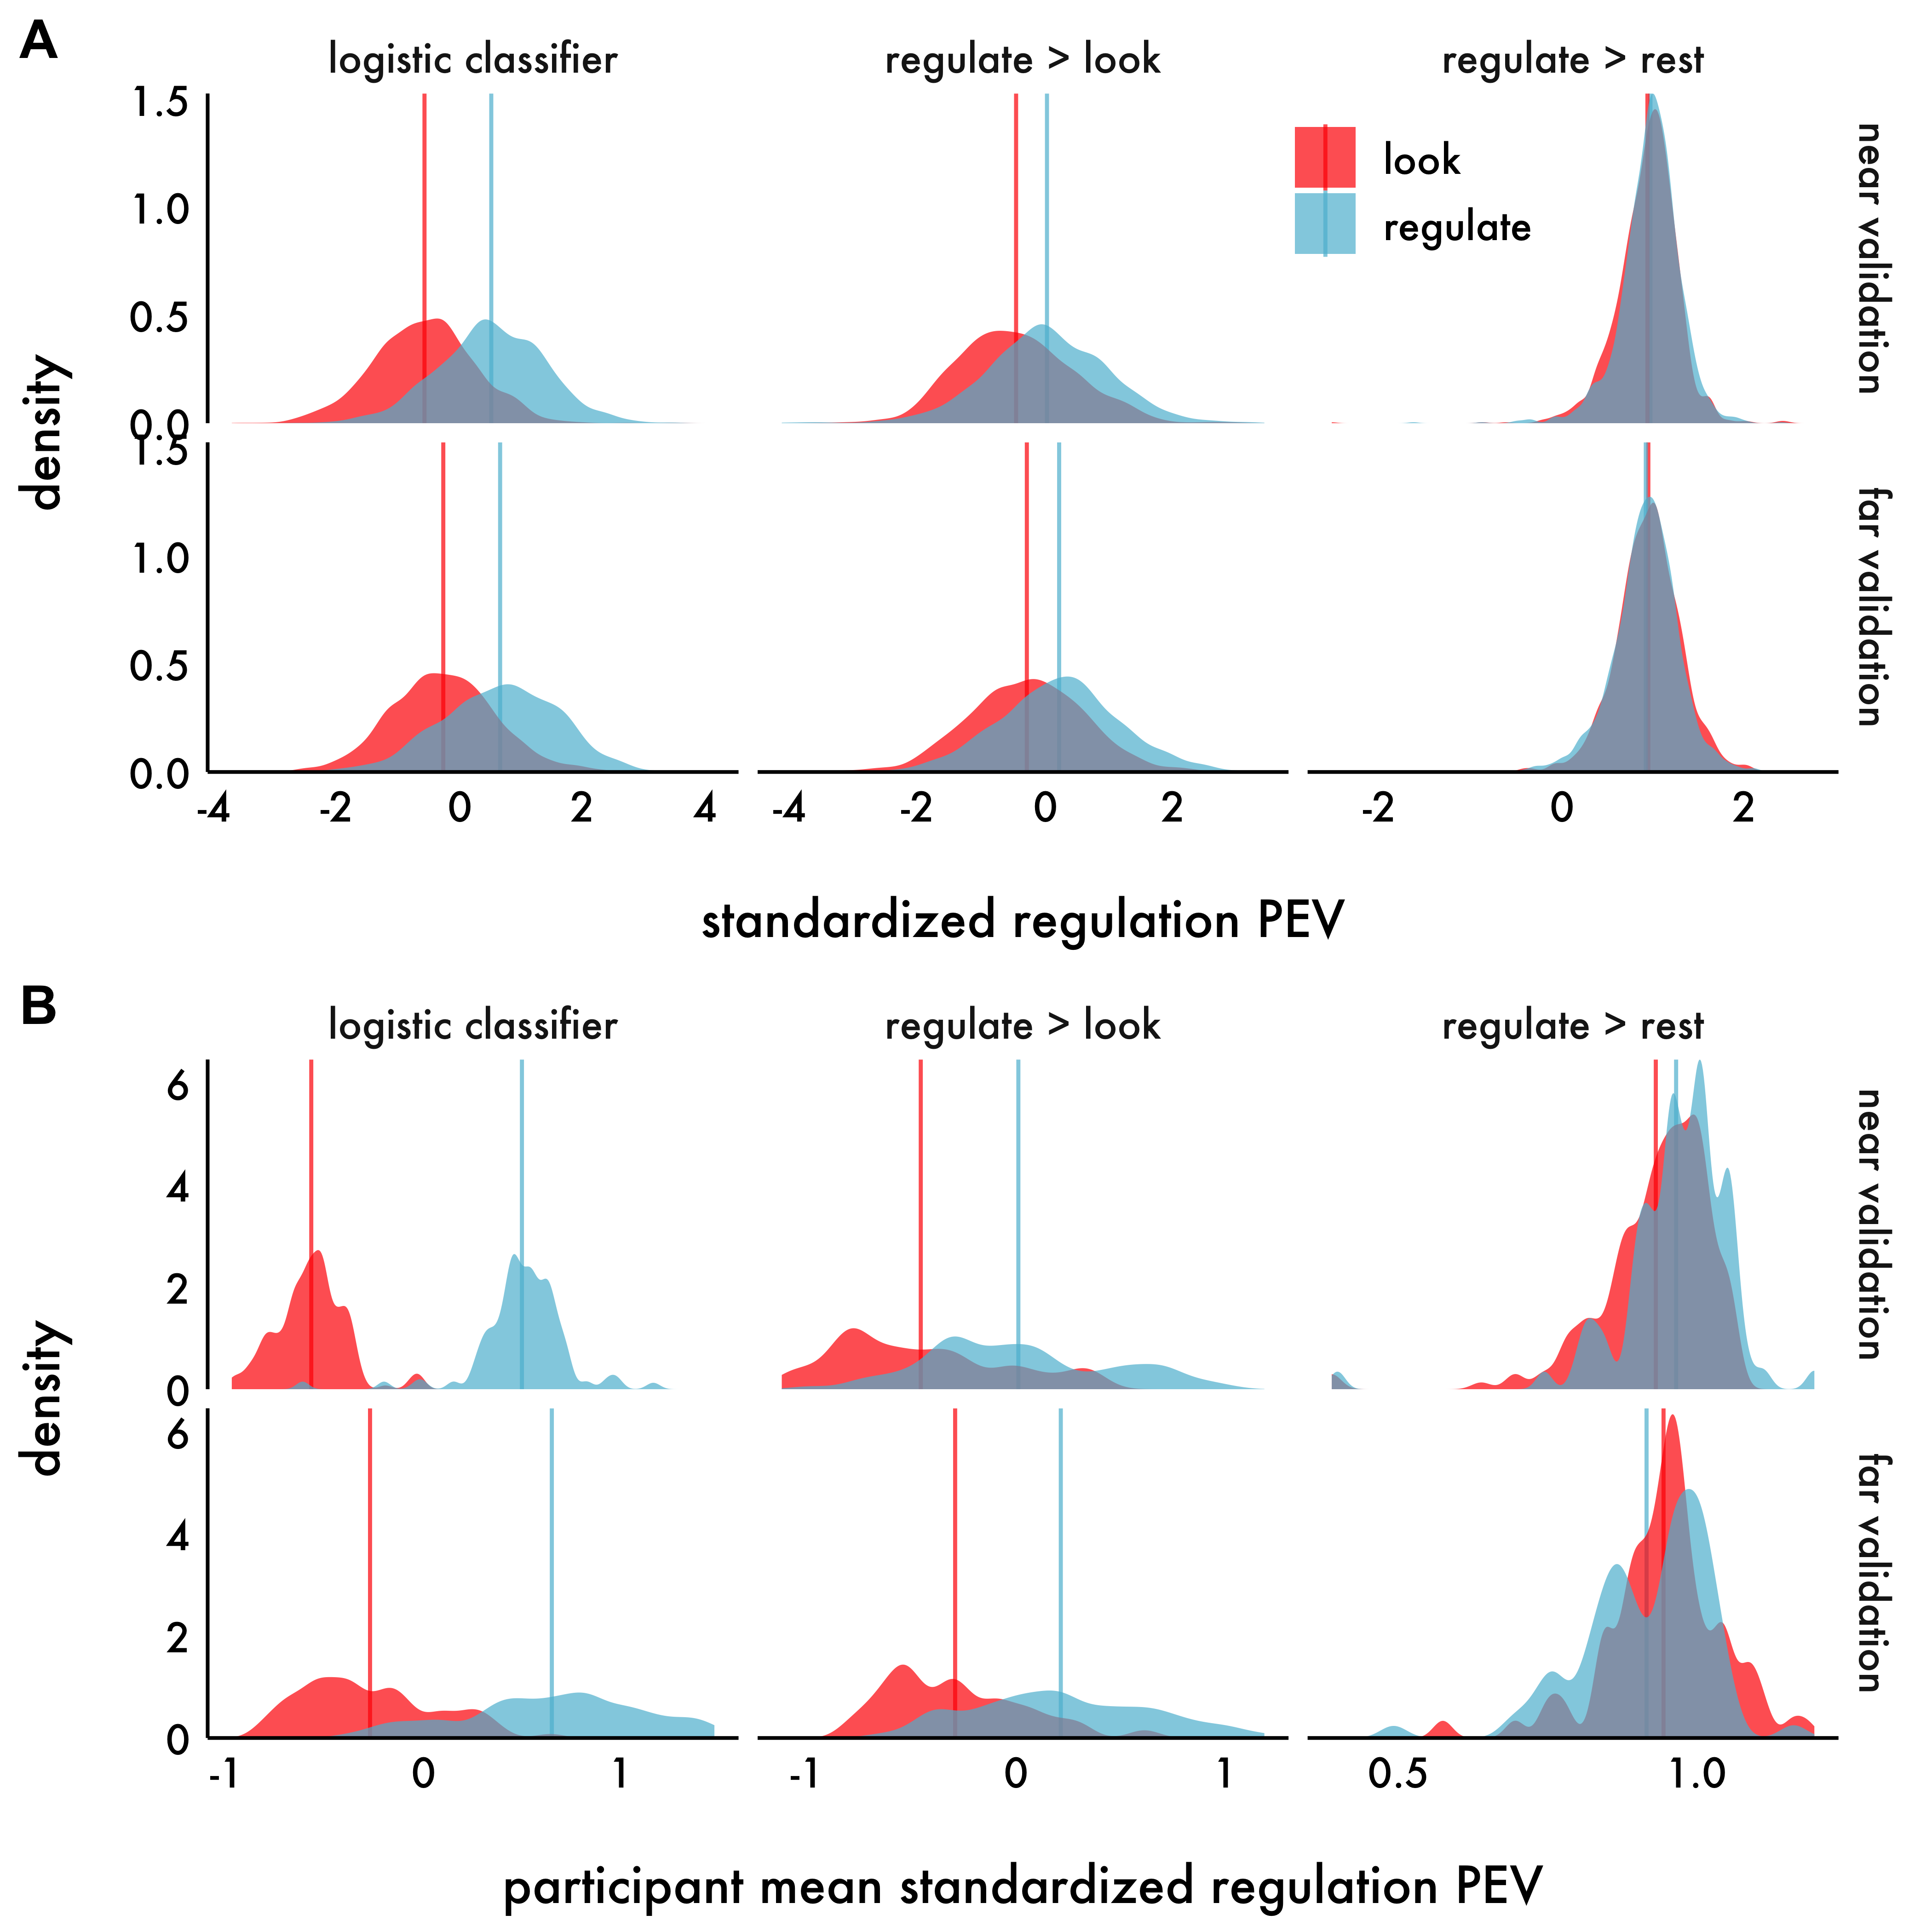 A
logistic classifier
regulate > look
regulate > rest
1.5
1.0
0.5
0.0
look
regulate
near validation
density
1.5
1.0
0.5
0.0
far validation
-4 -2 0 2 4
-4 -2 0 2
-2 0 2
standardized regulation PEV
B
logistic classifier
regulate > look
regulate > rest
6
4
2
0
near validation
density
6
4
2
0
far validation
-1 0 1
-1 0 1
0.5 1.0
participant mean standardized regulation PEV